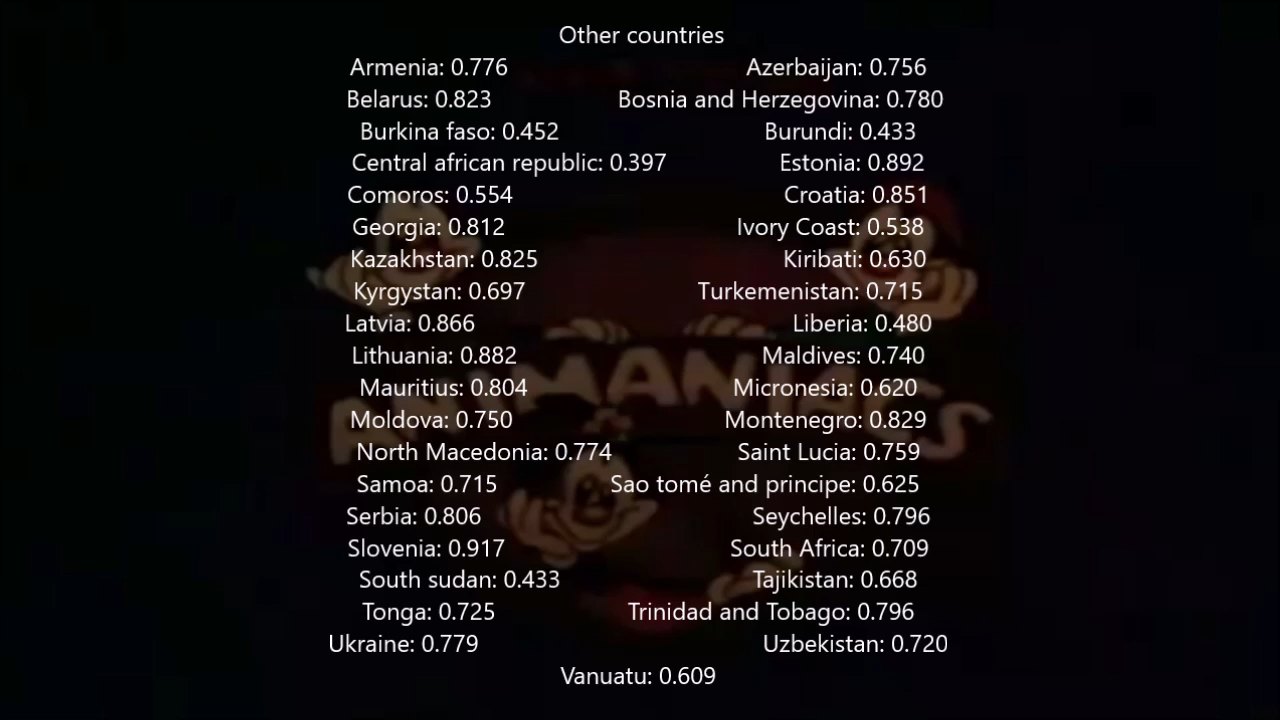 Other countries
Armenia: 0.776 Azerbaijan: 0.756
Belarus: 0.823 Bosnia and Herzegovina: 0.780
Burkina faso: 0.452 Burundi: 0.433
Central african republic: 0.397 Estonia: 0.892
Comoros: 0.554 Croatia: 0.851
Georgia: 0.812 Ivory Coast: 0.538
Kazakhstan: 0.825 Kiribati: 0.630
Kyrgystan: 0.697 Turkemenistan: 0.715
Latvia: 0.866 Liberia: 0.480
Lithuania: 0.882 Maldives: 0.740
Mauritius: 0.804 Micronesia: 0.620
Moldova: 0.750 Montenegro: 0.829
North Macedonia: 0.774 Saint Lucia: 0.759
Samoa: 0.715 Sao tomé and principe: 0.625
Serbia: 0.806 Seychelles: 0.796
Slovenia: 0.917 South Africa: 0.709
South sudan: 0.433 Tajikistan: 0.668
Tonga: 0.725 Trinidad and Tobago: 0.796
Ukraine: 0.779 Uzbekistan: 0.720
Vanuatu: 0.609
ANIMANIACS